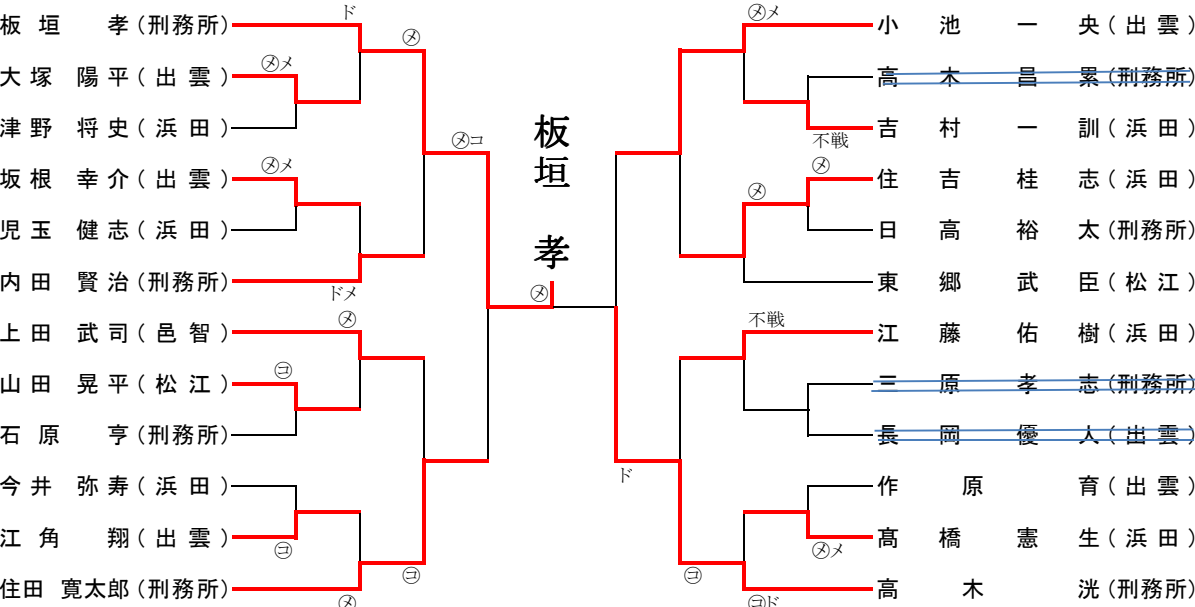 板垣 孝(刑務所)
大塚 陽平(出雲)
津野 将史(浜田)
坂根 幸介(出雲)
児玉 健志(浜田)
内田 賢治(刑務所)
上田 武司(邑智)
山田 晃平(松江)
石原 亨(刑務所)
今井 弥寿(浜田)
江角 翔(出雲)
住田 寛太郎(刑務所)
ド
㋱メ
㋱メ
ドメ
㋱
㋙
㋙
㋱
㋱
㋙
㋱コ
板垣 孝
㋱
ド
㋱メ
不戦
㋱
㋱
不戦
㋱メ
㋙
㋙ド
小池一央(出雲)
高木昌累(刑務所)
吉村一訓(浜田)
住吉桂志(浜田)
日高裕太(刑務所)
東郷武臣(松江)
江藤佑樹(浜田)
三原孝志(刑務所)
長岡優人(出雲)
作原育(出雲)
髙橋憲生(浜田)
高木洸(刑務所)